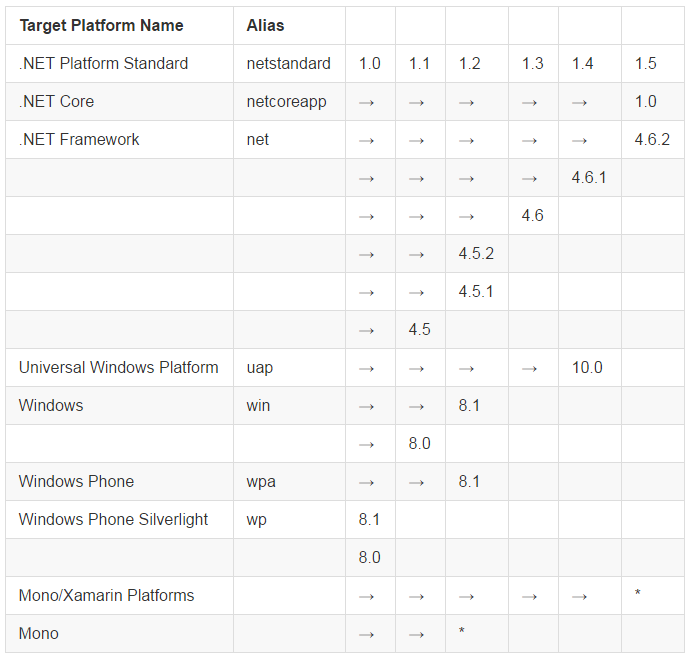 Target Platform Name Alias
.NET Platform Standard netstandard 1.0 1.1 1.2 1.3 1.4 1.5
.NET Core netcoreapp → → → → → 1.0
.NET Framework net → → → → → 4.6.2
→ → → → 4.6.1
→ → → 4.6
→ → 4.5.2
→ → 4.5.1
→ 4.5
Universal Windows Platform uap → → → → 10.0
Windows win → → 8.1
→ 8.0
Windows Phone wpa → → 8.1
Windows Phone Silverlight wp 8.1
8.0
Mono/Xamarin Platforms → → → → → *
Mono → → *